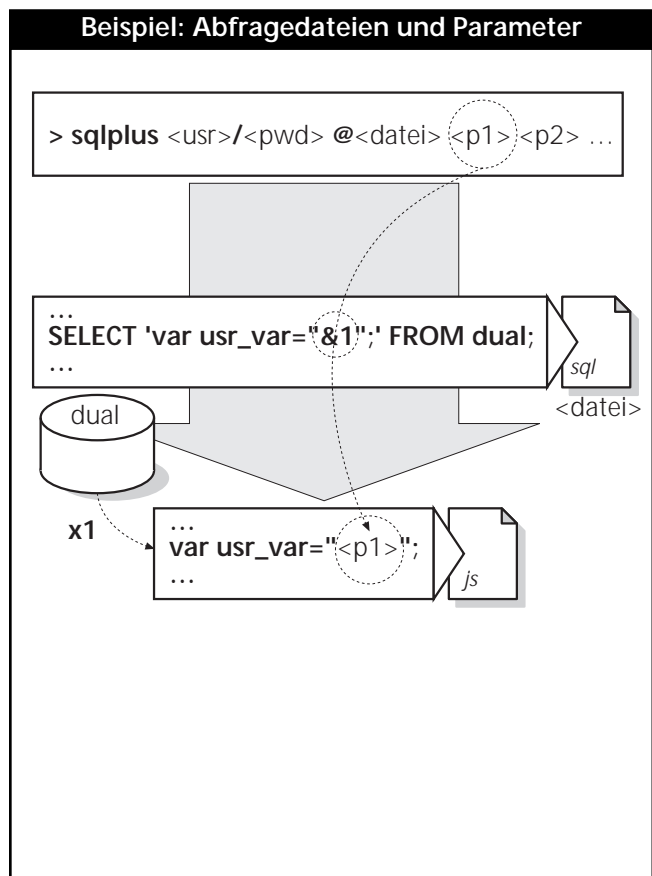 Beispiel: Abfragedateien und Parameter
> sqlplus <usr>/<pwd> @<datei> <p1> <p2> …
…
SELECT 'var usr_var="&1";' FROM dual;
…
sql
<datei>
dual
x1
…
var usr_var="<p1>";
…
js